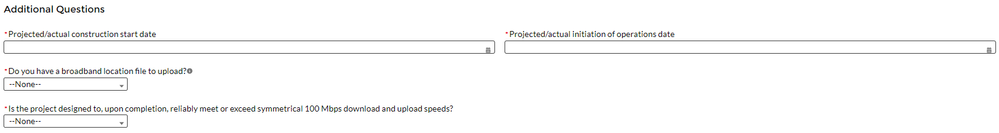 Additional Questions
*Projected/actual construction start date
*Projected/actual initiation of operations date
*Do you have a broadband location file to upload?
--None--
*Is the project designed to, upon completion, reliably meet or exceed symmetrical 100 Mbps download and upload speeds?
--None--